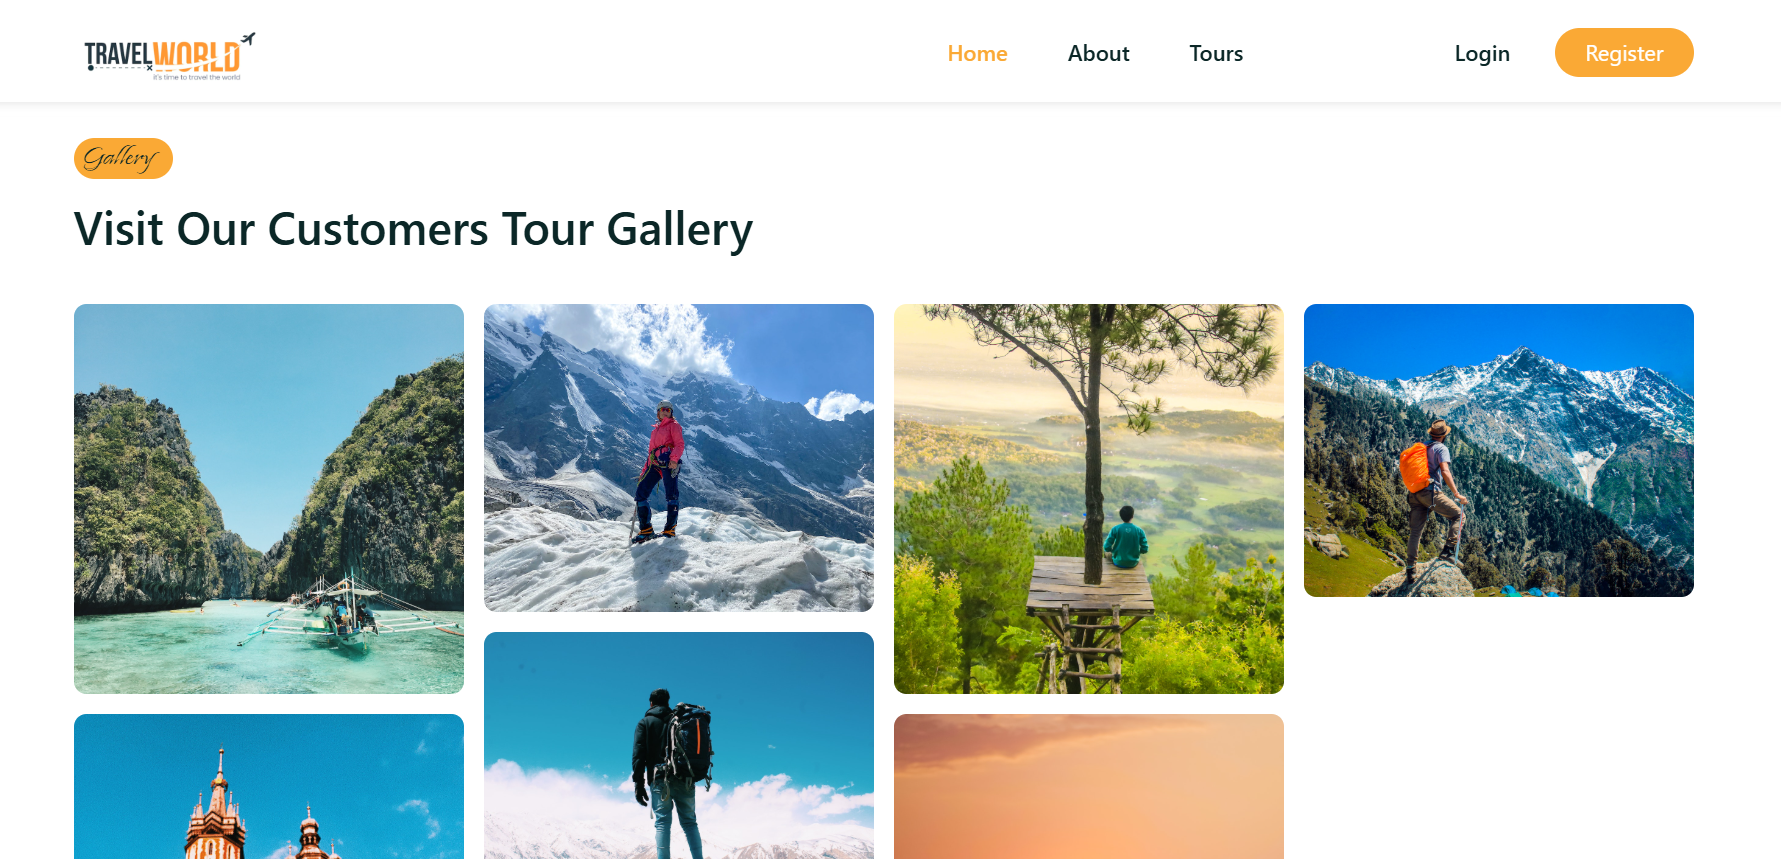 TRAVELWORLD
it's time to travel the world
Home
About
Tours
Login
Register
Gallery
Visit Our Customers Tour Gallery